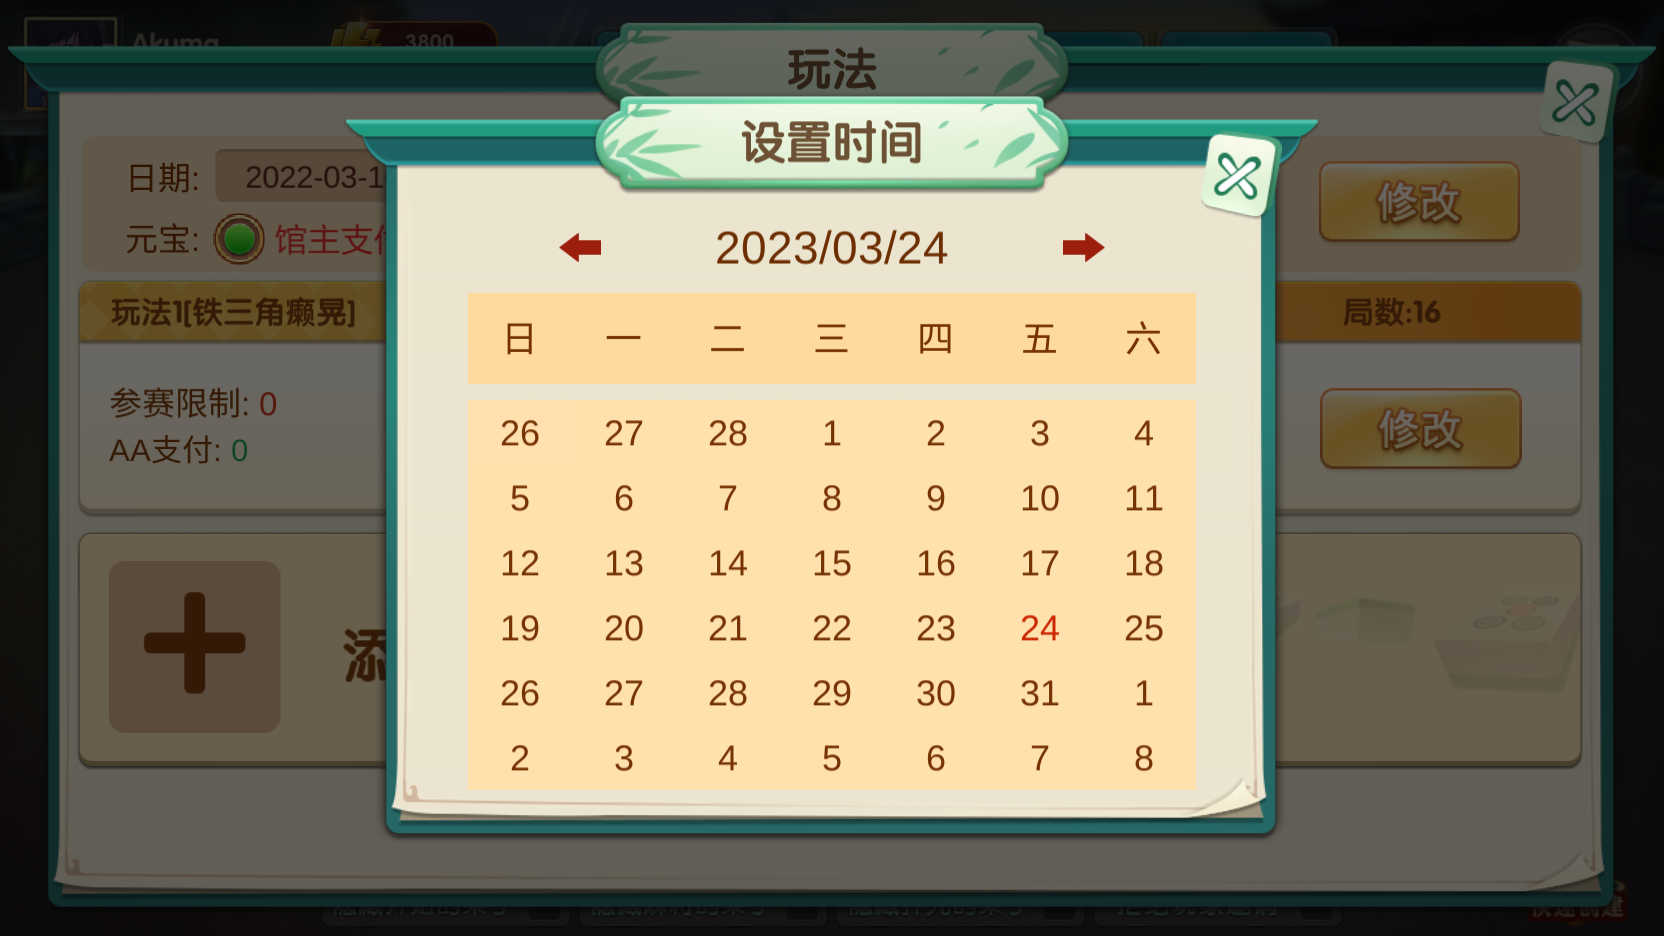 Akuma
3800
玩法
设置时间
日期:
2022-03-1
修改
元宝:
馆主支付
2023/03/24
玩法1[铁三角癞晃]
局数:16
日 一 二 三 四 五 六
参赛限制: 0
AA支付: 0
修改
26 27 28 1 2 3 4
5 6 7 8 9 10 11
12 13 14 15 16 17 18
19 20 21 22 23 24 25
26 27 28 29 30 31 1
2 3 4 5 6 7 8
添
快速创建